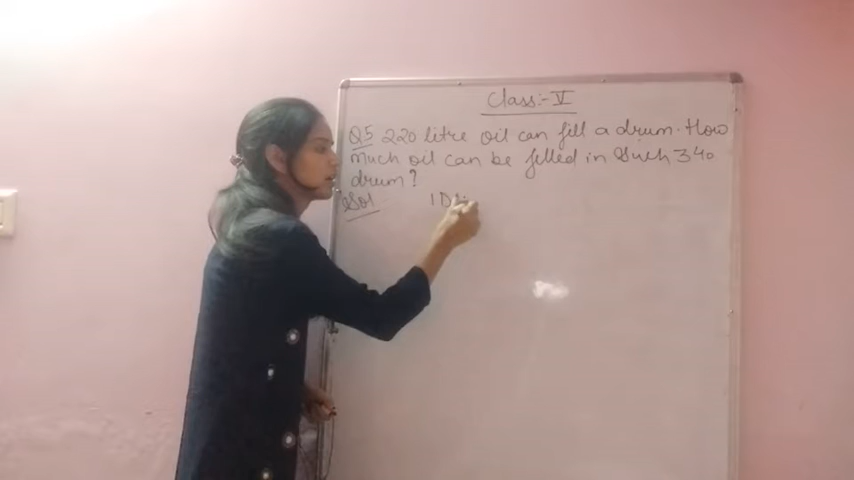 Class:- V
Q5 220 litre oil can fill a drum. How
much oil can be filled in such 340
drum?
Sol 1 D